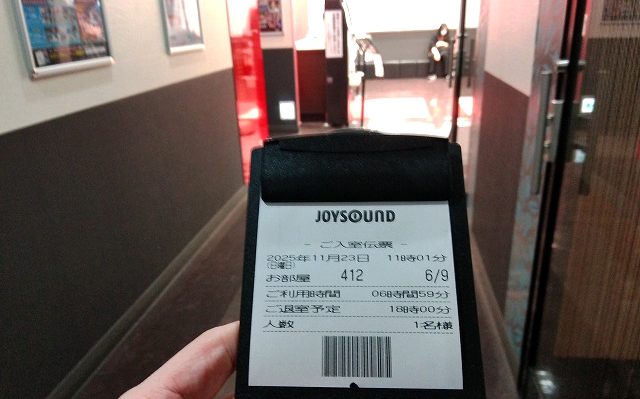 JOYSOUND
- ご入室伝票 -
2025年11月23日 11時01分
(日曜)
お部屋 412 6/9
ご利用時間 06時間59分
ご退室予定 18時00分
人数 1名様